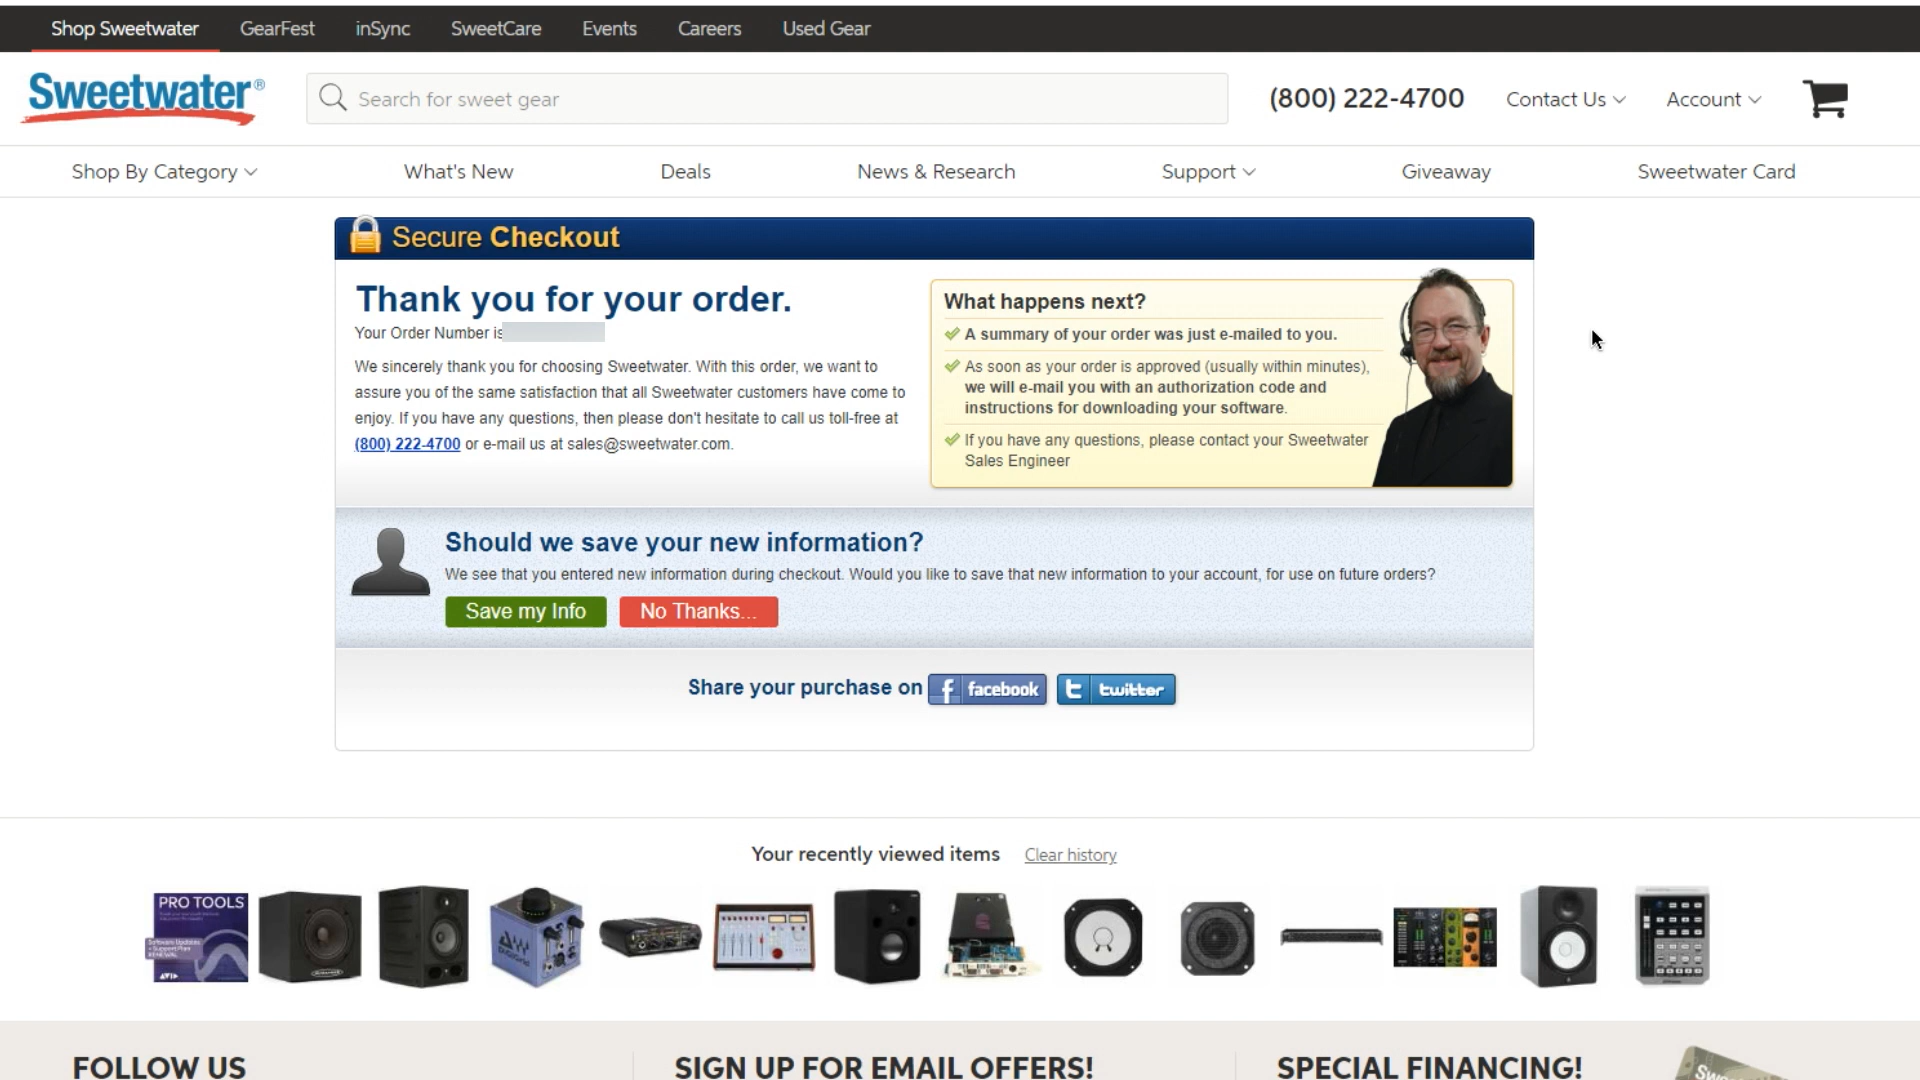 Shop Sweetwater GearFest inSync SweetCare Events Careers Used Gear
Sweetwater® Search for sweet gear (800) 222-4700 Contact Us Account
Shop By Category What's New Deals News & Research Support Giveaway Sweetwater Card
Secure Checkout
Thank you for your order.
Your Order Number is
We sincerely thank you for choosing Sweetwater. With this order, we want to
assure you of the same satisfaction that all Sweetwater customers have come to
enjoy. If you have any questions, then please don't hesitate to call us toll-free at
(800) 222-4700 or e-mail us at sales@sweetwater.com.
What happens next?
A summary of your order was just e-mailed to you.
As soon as your order is approved (usually within minutes),
we will e-mail you with an authorization code and
instructions for downloading your software.
If you have any questions, please contact your Sweetwater
Sales Engineer
Should we save your new information?
We see that you entered new information during checkout. Would you like to save that new information to your account, for use on future orders?
Save my Info No Thanks...
Share your purchase on facebook twitter
Your recently viewed items Clear history
PRO TOOLS
Software Updates
+ Support Plan
RENEWAL
AVID
FOLLOW US SIGN UP FOR EMAIL OFFERS! SPECIAL FINANCING!